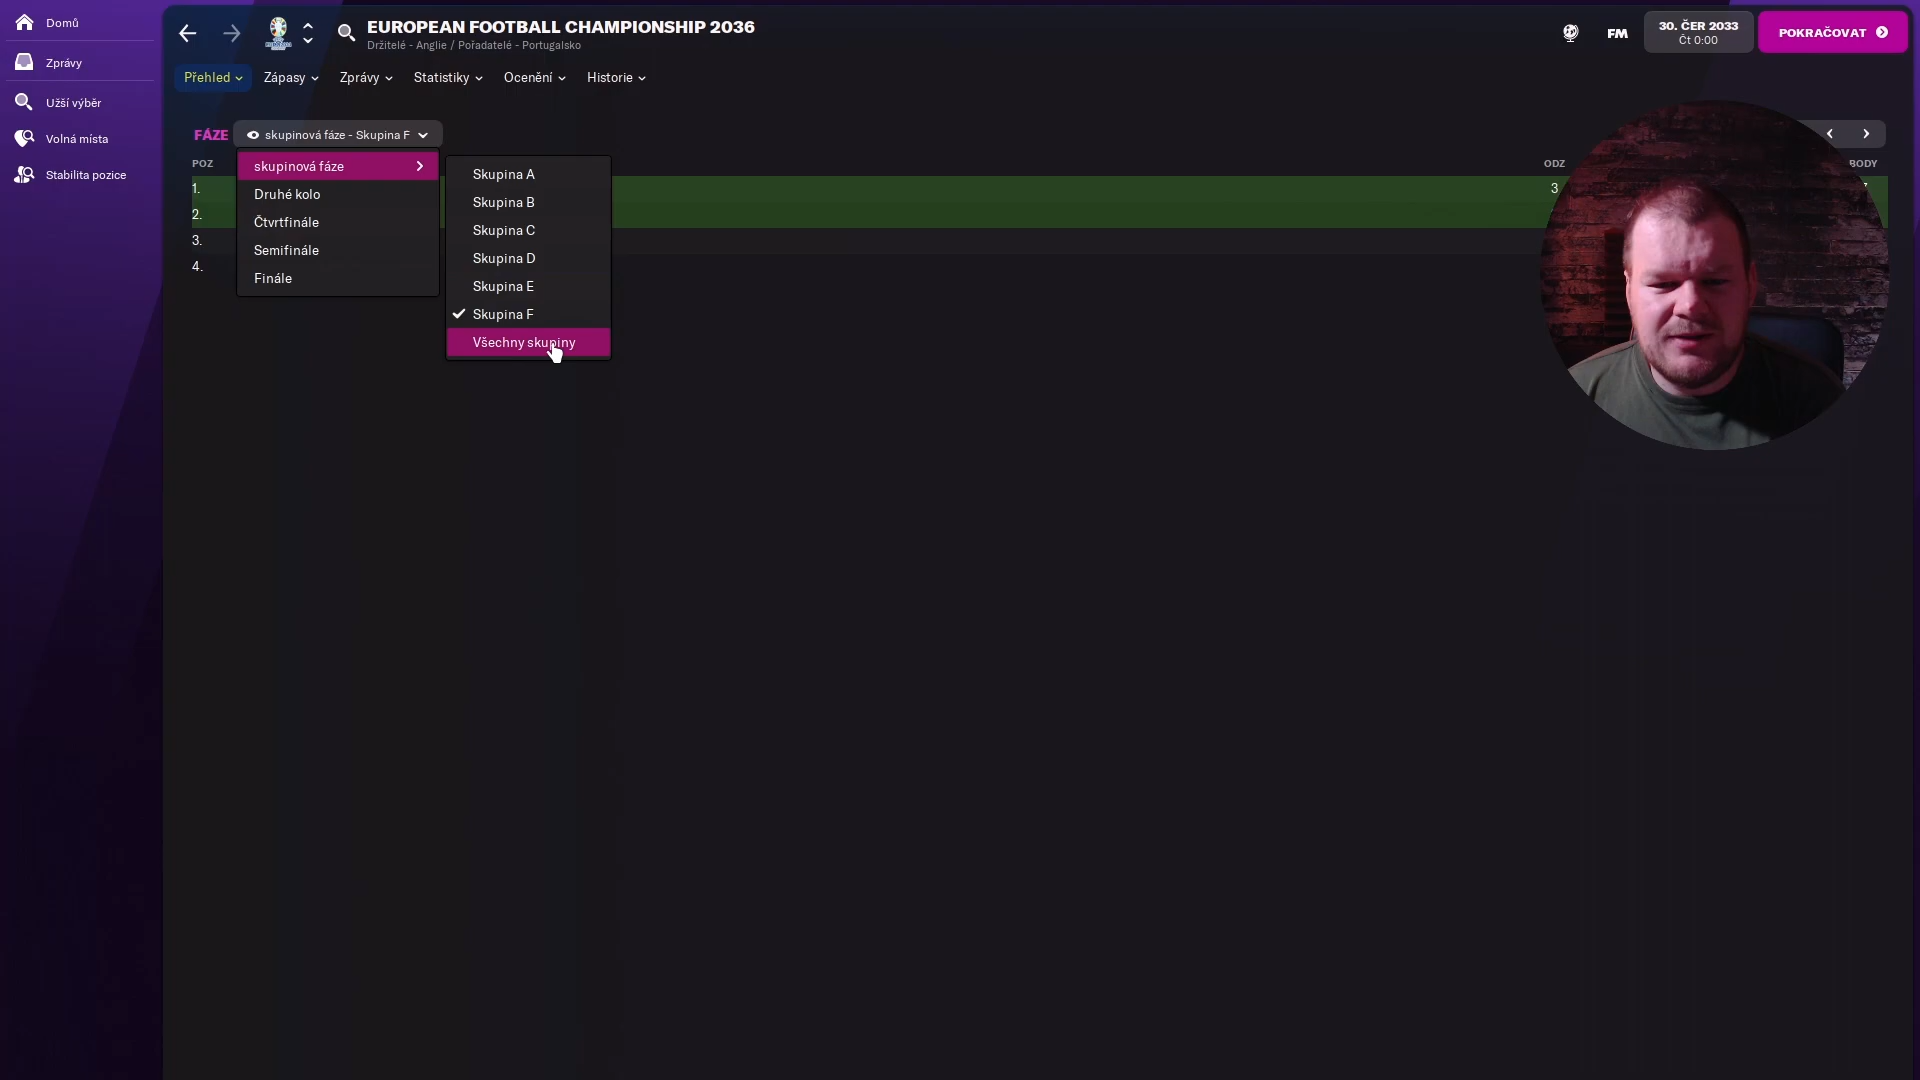 Domů
Zprávy
Užší výběr
Volná místa
Stabilita pozice
EUROPEAN FOOTBALL CHAMPIONSHIP 2036
Držitelé - Anglie / Pořadatelé - Portugalsko
FM
30. ČER 2033
Čt 0:00
POKRAČOVAT
Přehled
Zápasy
Zprávy
Statistiky
Ocenění
Historie
FÁZE
skupinová fáze - Skupina F
POZ
ODZ
BODY
1.
3
2.
3.
4.
skupinová fáze
Druhé kolo
Čtvrtfinále
Semifinále
Finále
Skupina A
Skupina B
Skupina C
Skupina D
Skupina E
Skupina F
Všechny skupiny